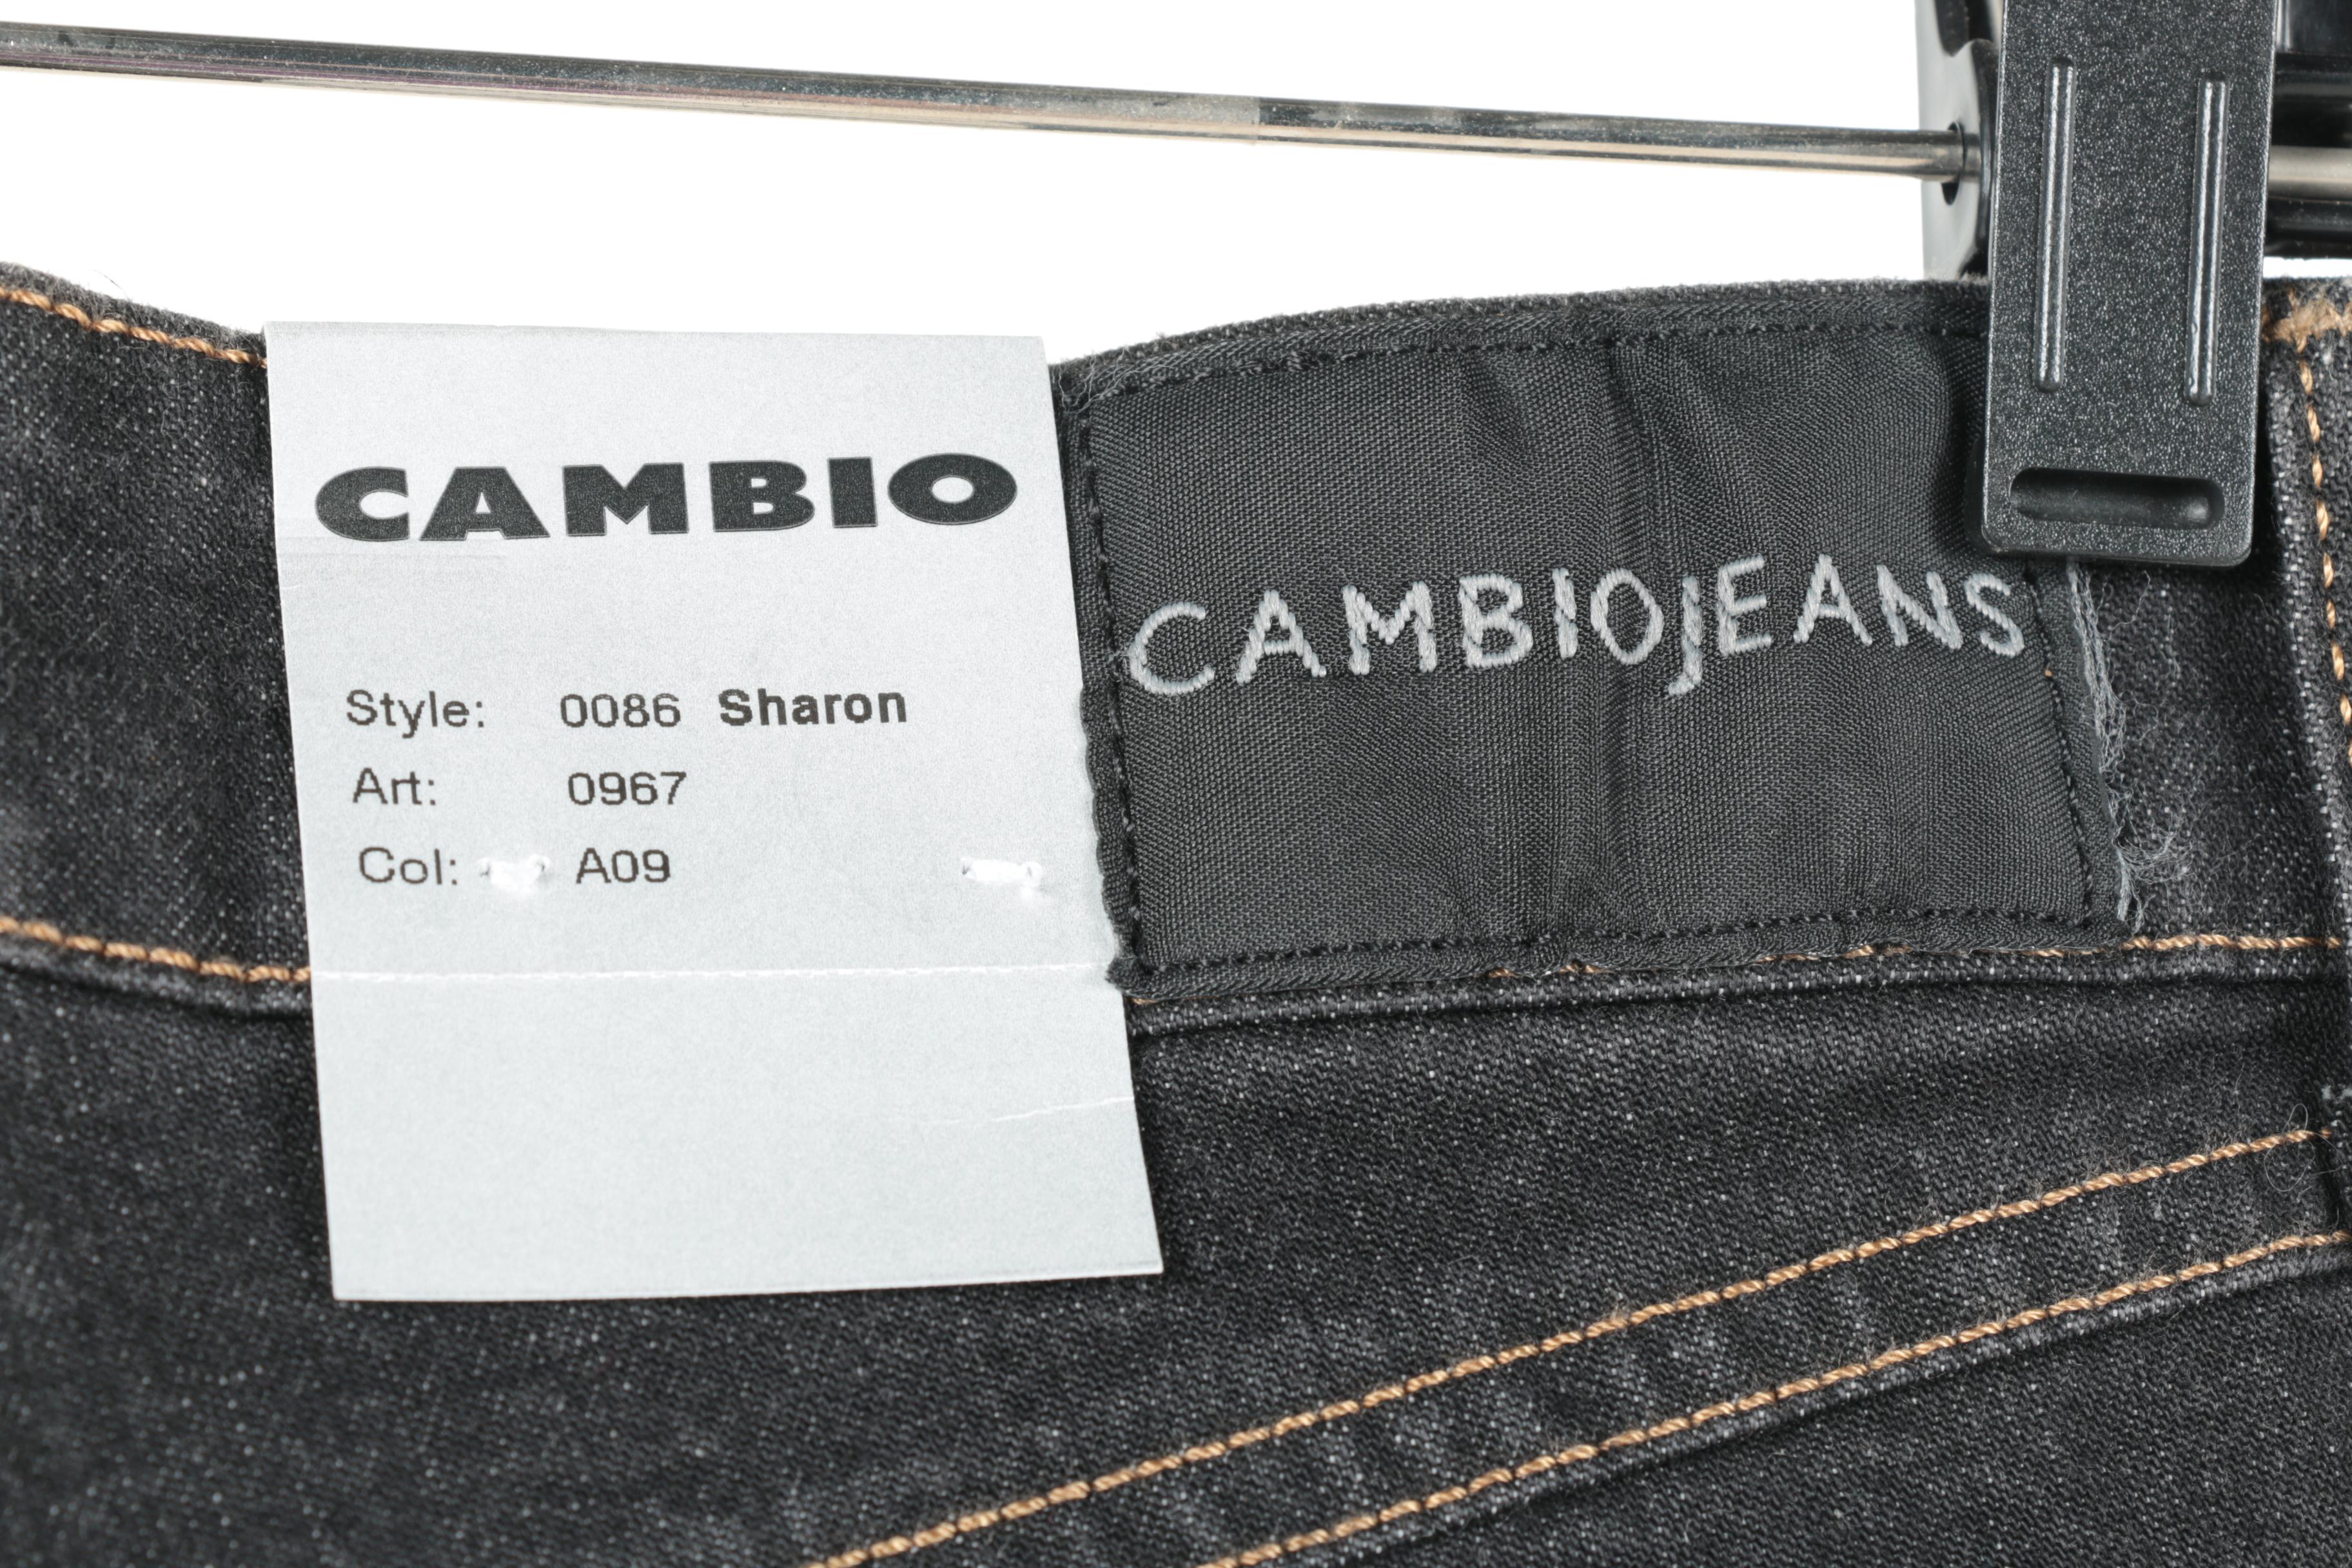 CAMBIO
Style: 0086 Sharon
Art: 0967
Col: A09
CAMBIOJEANS